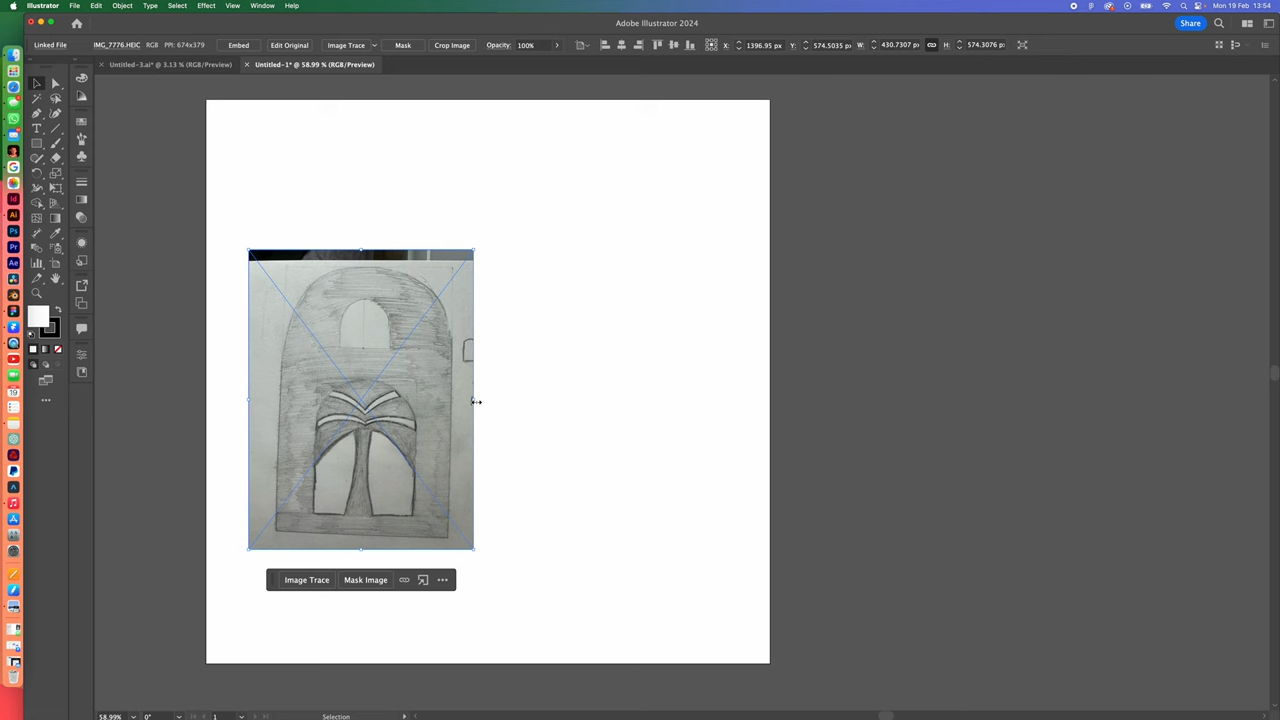 Illustrator File Edit Object Type Select Effect View Window Help
Mon 19 Feb 13:54
Adobe Illustrator 2024
Share
Linked File IMG_7776.HEIC RGB PPI: 674x379 Embed Edit Original Image Trace Mask Crop Image Opacity: 100% X: 1396.95 px Y: 574.5035 px W: 430.7307 px H: 574.3076 px
× Untitled-3.ai* @ 3.13 % (RGB/Preview) × Untitled-1* @ 58.99 % (RGB/Preview)
Image Trace Mask Image
58.99% 0° 1 Selection